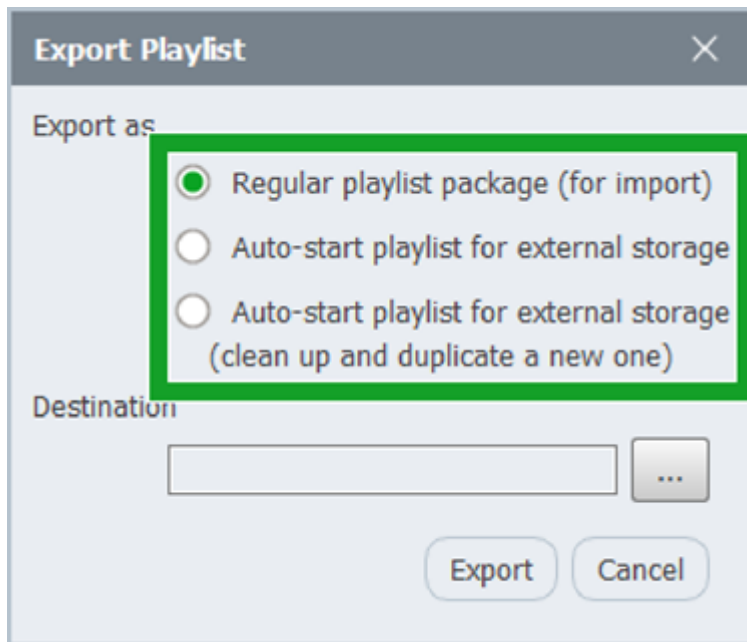 Export Playlist
Export as
Regular playlist package (for import)
Auto-start playlist for external storage
Auto-start playlist for external storage
(clean up and duplicate a new one)
Destination
...
Export Cancel